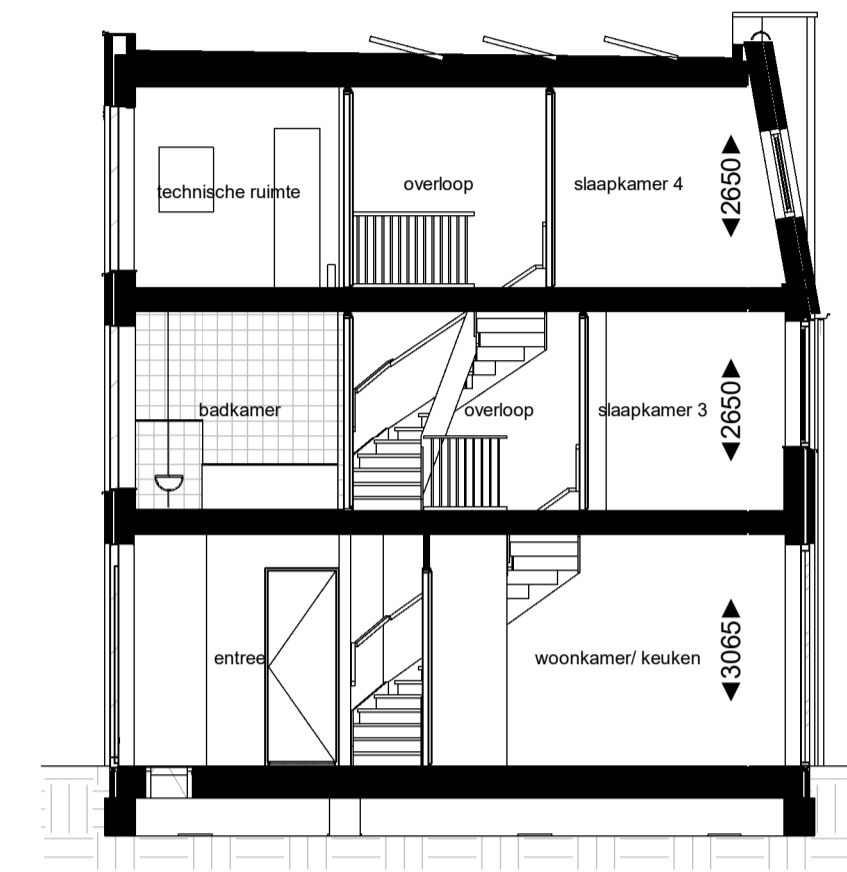 technische ruimte
overloop
slaapkamer 4
2650
badkamer
overloop
slaapkamer 3
2650
entree
woonkamer/ keuken
3065